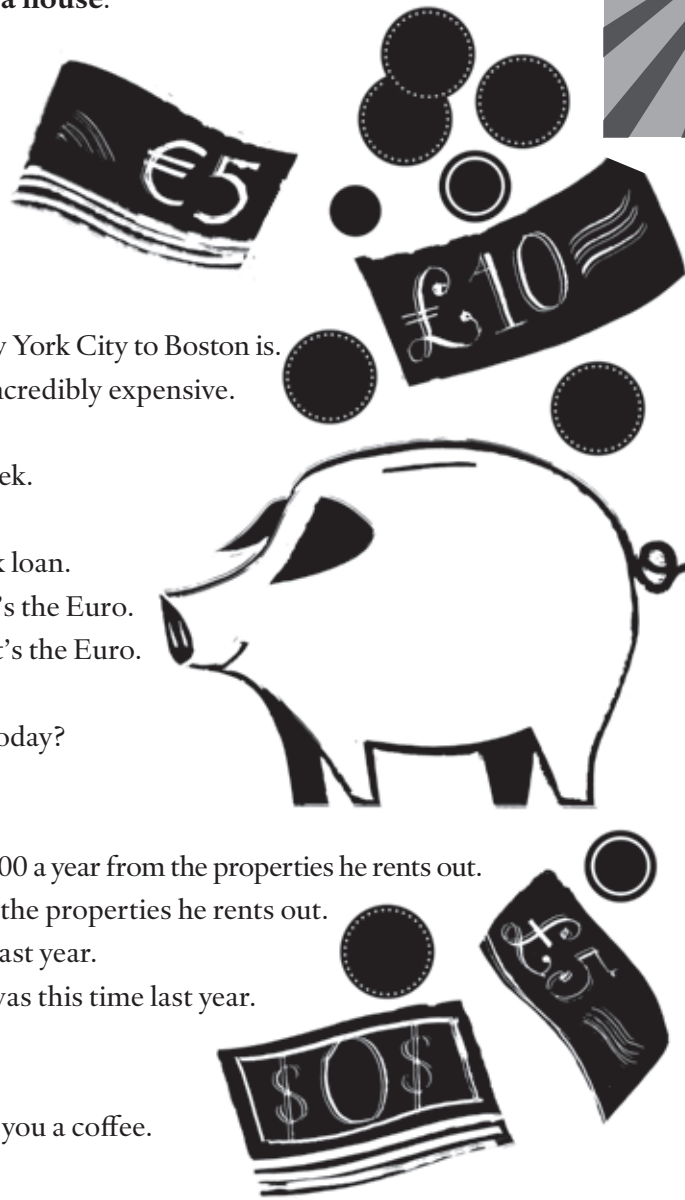 a house.
€5
£10
York City to Boston is.
ncredibly expensive.
ek.
loan.
's the Euro.
t's the Euro.
oday?
00 a year from the properties he rents out.
the properties he rents out.
ast year.
was this time last year.
£5
$0$
you a coffee.